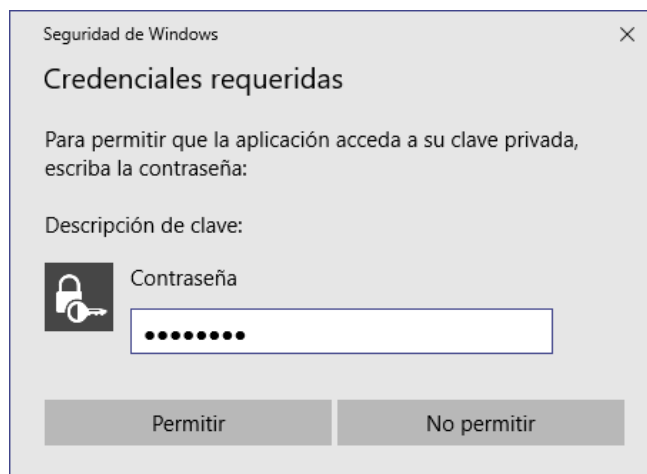 Seguridad de Windows
Credenciales requeridas
Para permitir que la aplicación acceda a su clave privada,
escriba la contraseña:
Descripción de clave:
Contraseña
••••••••
Permitir
No permitir